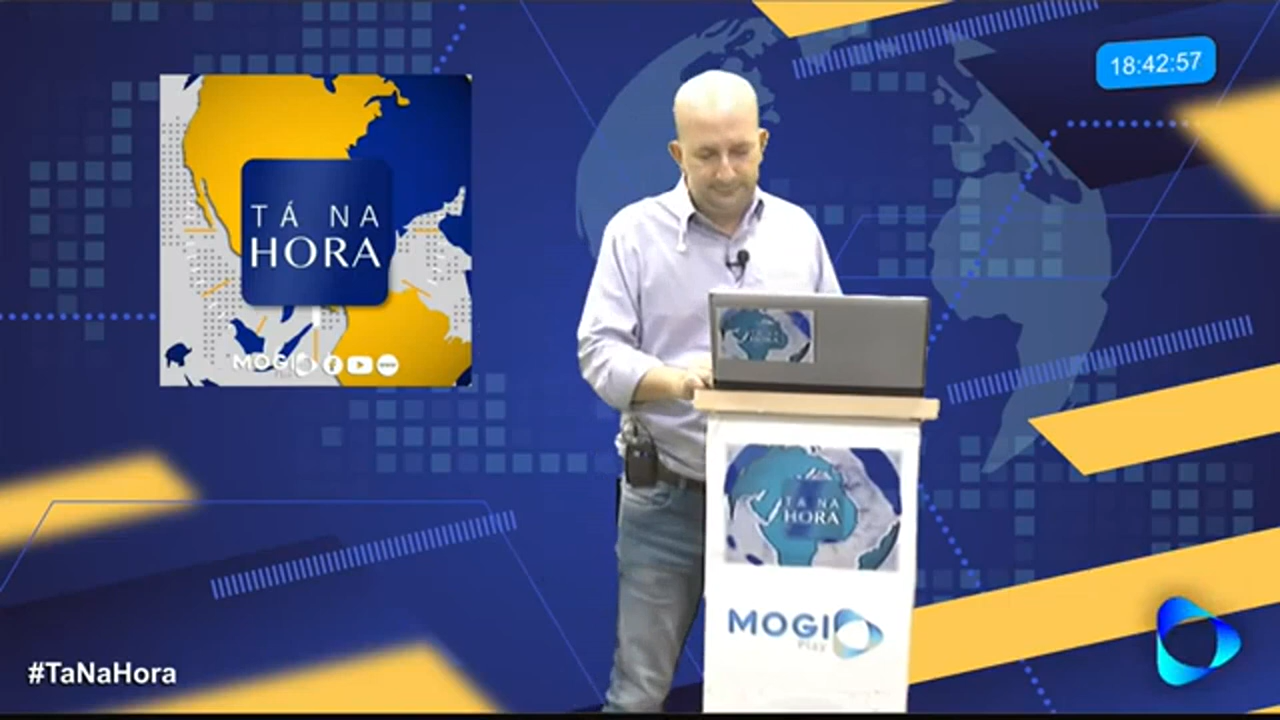 18:42:57
TÁ NA
HORA
MOGI
TÁ NA
HORA
MOGI
PLAY
#TaNaHora